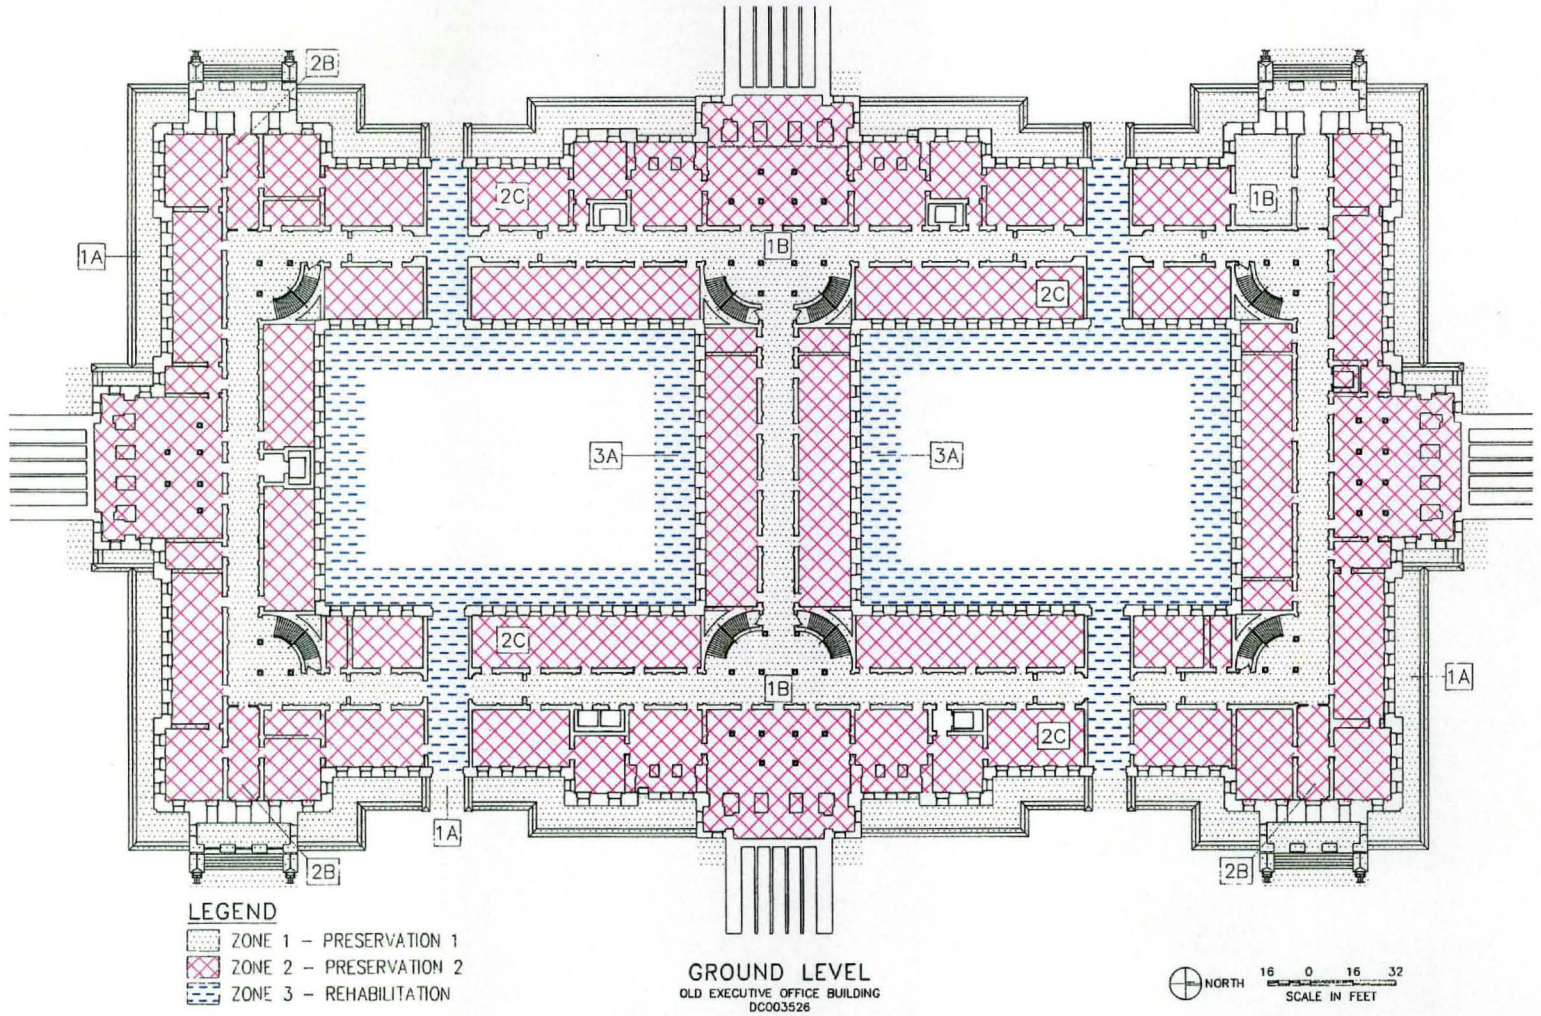 2B
2C
1B
1A
1B
2C
3A
3A
2C
1B
1A
2C
1A
2B
2B
LEGEND
ZONE 1 - PRESERVATION 1
ZONE 2 - PRESERVATION 2
ZONE 3 - REHABILITATION
GROUND LEVEL
OLD EXECUTIVE OFFICE BUILDING
DC003526
NORTH
16 0 16 32
SCALE IN FEET